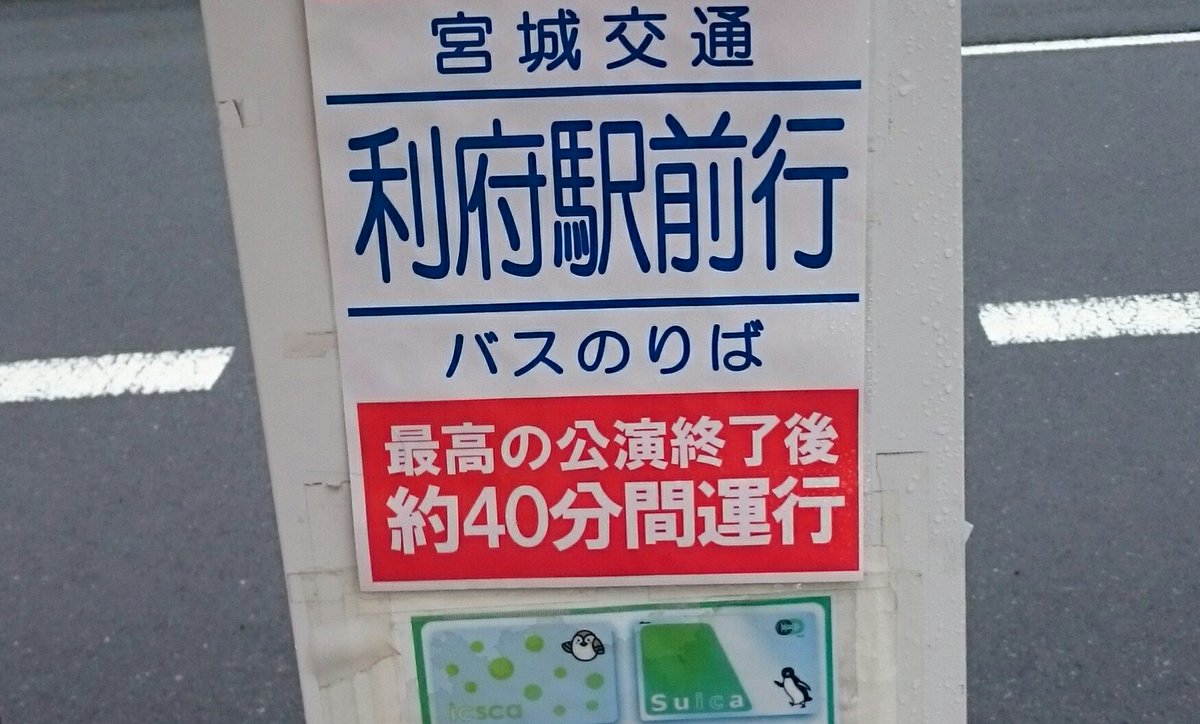 宮城交通
利府駅前行
バスのりば
最高の公演終了後
約40分間運行
icsca
Suica